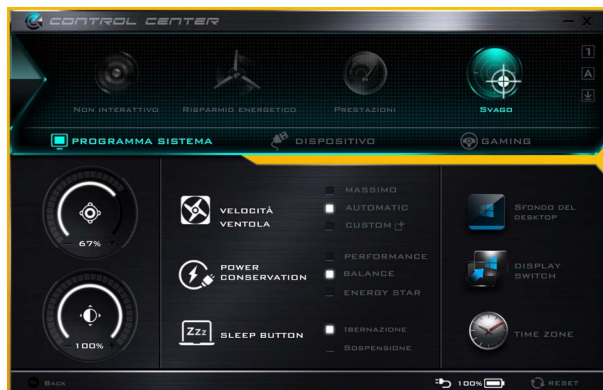 CONTROL CENTER
NON INTERATTIVO
RISPARMIO ENERGETICO
PRESTAZIONI
SVAGO
1
A
PROGRAMMA SISTEMA
DISPOSITIVO
GAMING
67%
100%
VELOCITÀ
VENTOLA
MASSIMO
AUTOMATIC
CUSTOM
POWER
CONSERVATION
PERFORMANCE
BALANCE
ENERGY STAR
ZZZ
SLEEP BUTTON
IBERNAZIONE
SOSPENSIONE
SFONDO DEL
DESKTOP
DISPLAY
SWITCH
TIME ZONE
BACK
100%
RESET